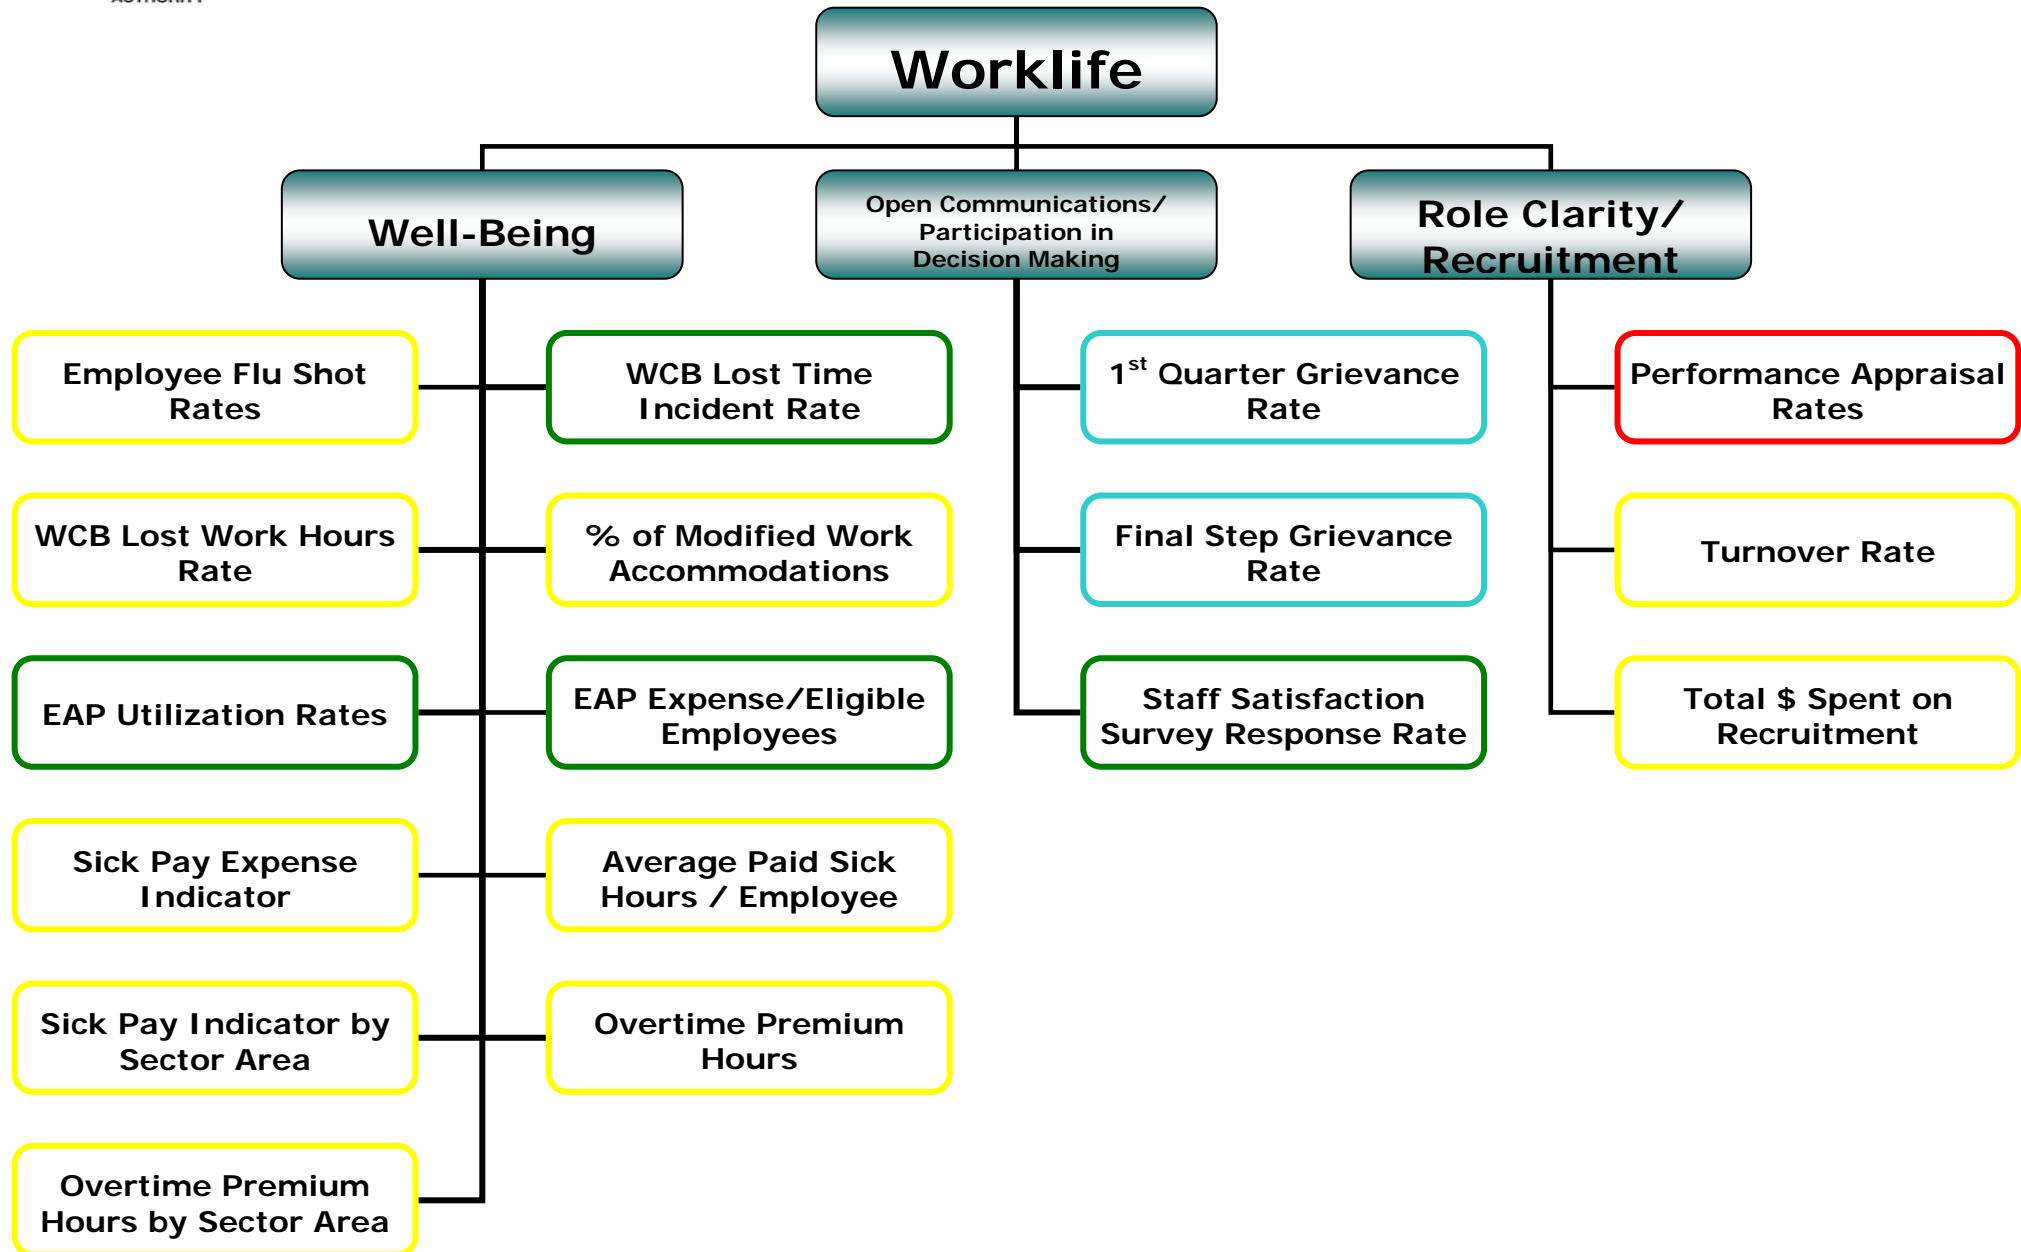 Worklife
Well-Being
Open Communications/
Participation in
Decision Making
Role Clarity/
Recruitment
Employee Flu Shot
Rates
WCB Lost Time
Incident Rate
1st Quarter Grievance
Rate
Performance Appraisal
Rates
WCB Lost Work Hours
Rate
% of Modified Work
Accommodations
Final Step Grievance
Rate
Turnover Rate
EAP Utilization Rates
EAP Expense/Eligible
Employees
Staff Satisfaction
Survey Response Rate
Total $ Spent on
Recruitment
Sick Pay Expense
Indicator
Average Paid Sick
Hours / Employee
Sick Pay Indicator by
Sector Area
Overtime Premium
Hours
Overtime Premium
Hours by Sector Area